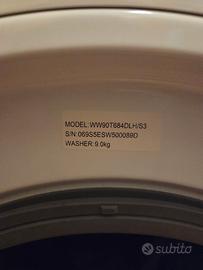 MODEL:WW90T684DLH/S3
S/N:069S5ESW500089D
WASHER:9.0kg
subito